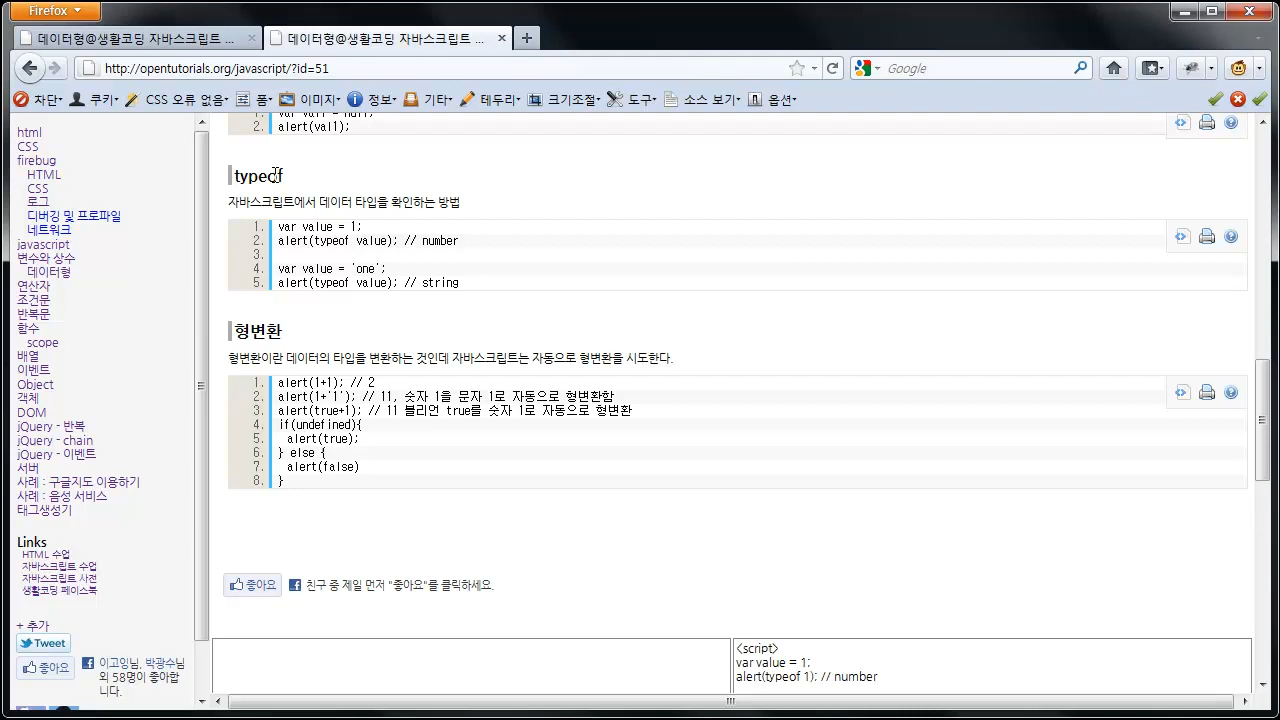 Firefox
데이터형@생활코딩 자바스크립트 ...
데이터형@생활코딩 자바스크립트 ...
http://opentutorials.org/javascript/?id=51
Google
차단 쿠키 CSS 오류 없음 폼 이미지 정보 기타 테두리 크기조절 도구 소스 보기 옵션
html
CSS
firebug
HTML
CSS
로그
디버깅 및 프로파일
네트워크
javascript
변수와 상수
데이터형
연산자
조건문
반복문
함수
scope
배열
이벤트
Object
객체
DOM
jQuery - 반복
jQuery - chain
jQuery - 이벤트
서버
사례 : 구글지도 이용하기
사례 : 음성 서비스
태그생성기
Links
HTML 수업
자바스크립트 수업
자바스크립트 사전
생활코딩 페이스북
+ 추가
Tweet
좋아요
이고잉님, 박광수님
외 58명이 좋아합
니다.
1. var val1 = null;
2. alert(val1);
typeof
자바스크립트에서 데이터 타입을 확인하는 방법
1. var value = 1;
2. alert(typeof value); // number
3.
4. var value = 'one';
5. alert(typeof value); // string
형변환
형변환이란 데이터의 타입을 변환하는 것인데 자바스크립트는 자동으로 형변환을 시도한다.
1. alert(1+1); // 2
2. alert(1+'1'); // 11, 숫자 1을 문자 1로 자동으로 형변환함
3. alert(true+1); // 11 불리언 true를 숫자 1로 자동으로 형변환
4. if(undefined){
5. alert(true);
6. } else {
7. alert(false)
8. }
좋아요
친구 중 제일 먼저 "좋아요"를 클릭하세요.
<script>
var value = 1;
alert(typeof 1); // number